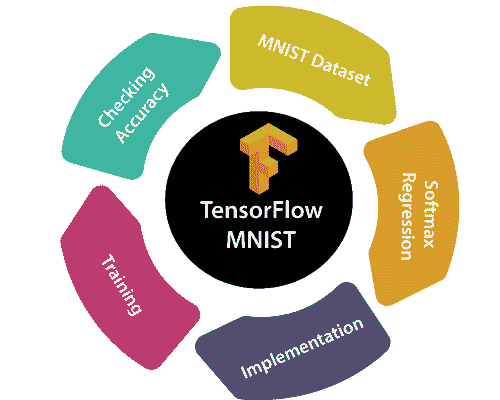 MNIST Dataset
Softmax
Regression
Implementation
Training
Checking
Accuracy
TensorFlow
MNIST